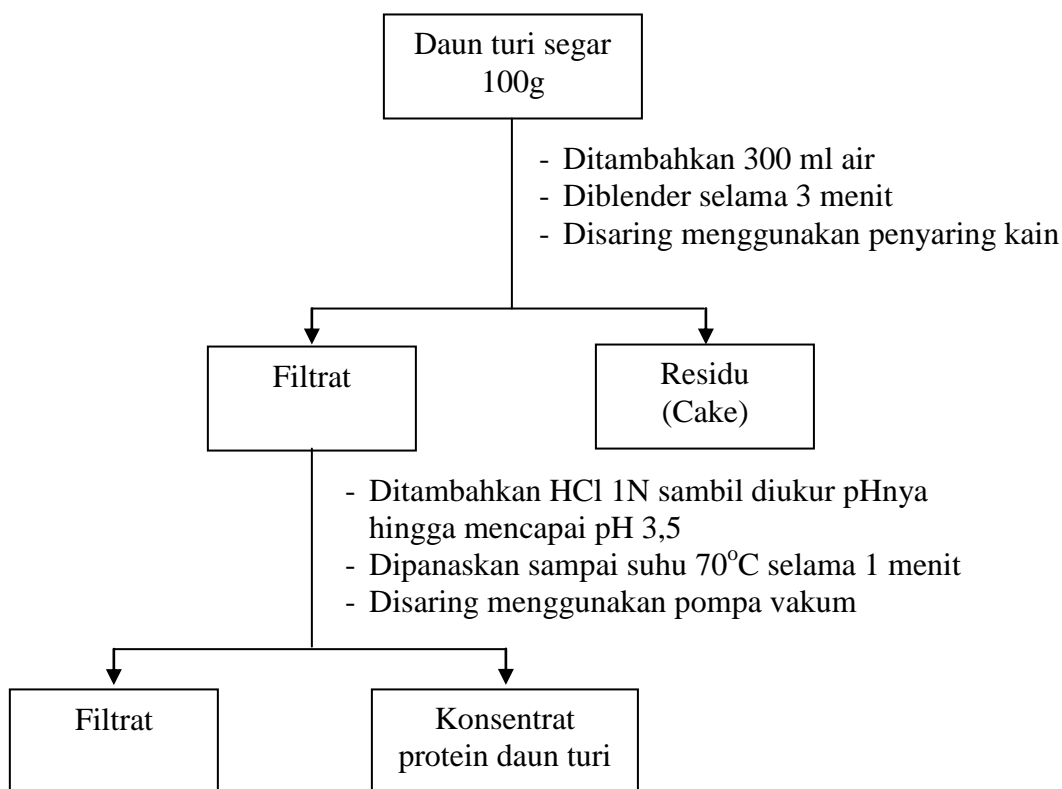 Daun turi segar
100g
- Ditambahkan 300 ml air
- Diblender selama 3 menit
- Disaring menggunakan penyaring kain
Filtrat
Residu
(Cake)
- Ditambahkan HCl 1N sambil diukur pHnya
hingga mencapai pH 3,5
- Dipanaskan sampai suhu 70°C selama 1 menit
- Disaring menggunakan pompa vakum
Filtrat
Konsentrat
protein daun turi